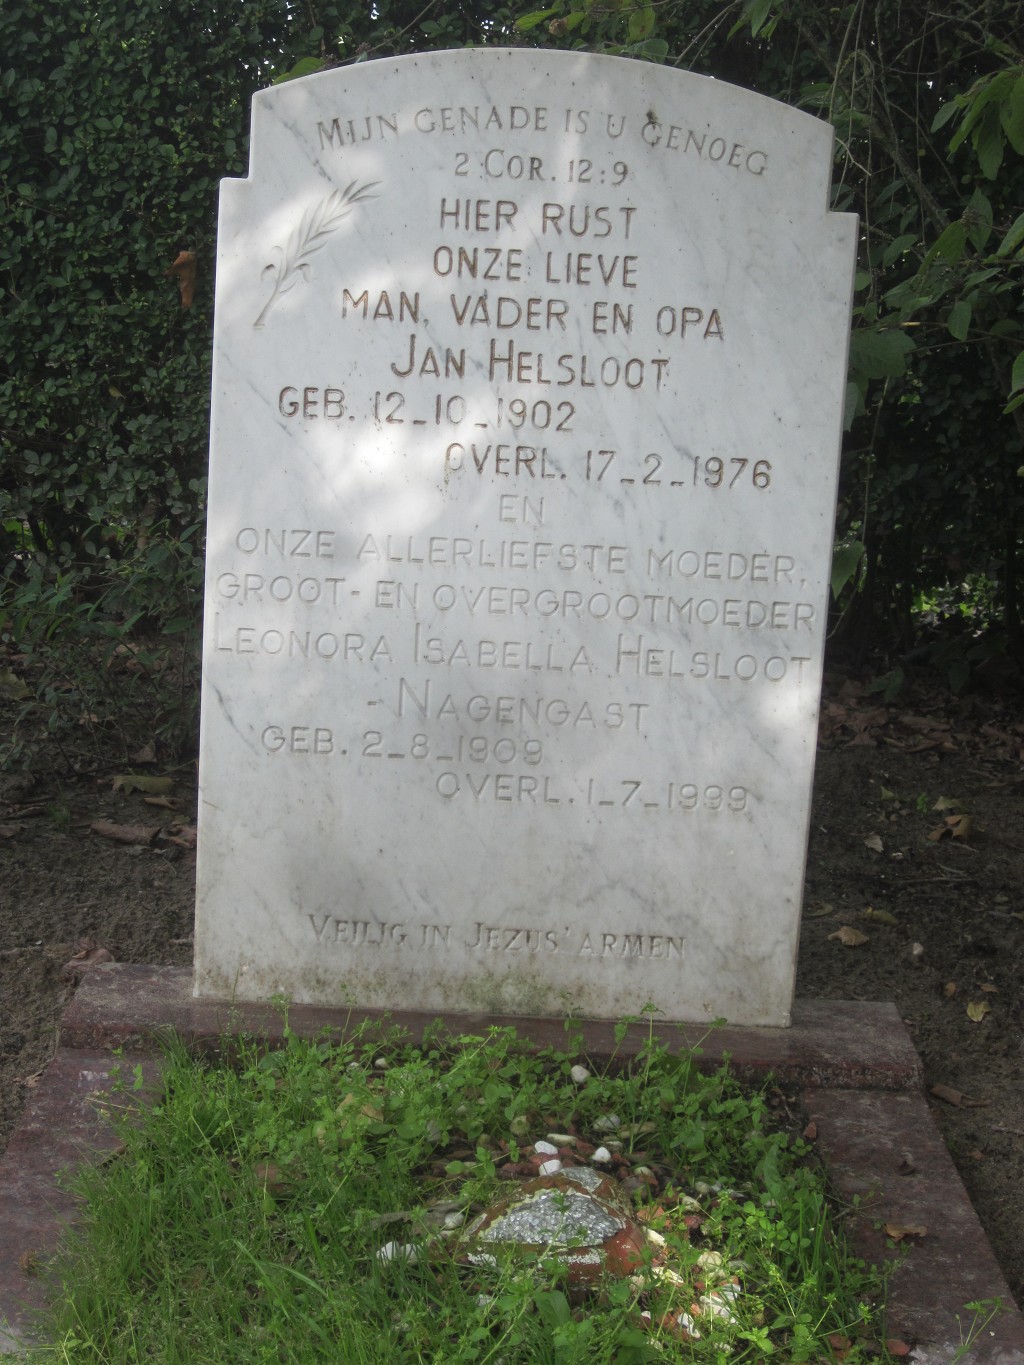 MIJN GENADE IS U GENOEG
2 COR. 12:9
HIER RUST
ONZE LIEVE
MAN, VADER EN OPA
JAN HELSLOOT
GEB. 12-10-1902
OVERL. 17-2-1976
EN
ONZE ALLERLIEFSTE MOEDER,
GROOT- EN OVERGROOTMOEDER
LEONORA ISABELLA HELSLOOT
- NAGENGAST
GEB. 2-8-1909
OVERL. 1-7-1999
VEILIG IN JEZUS' ARMEN